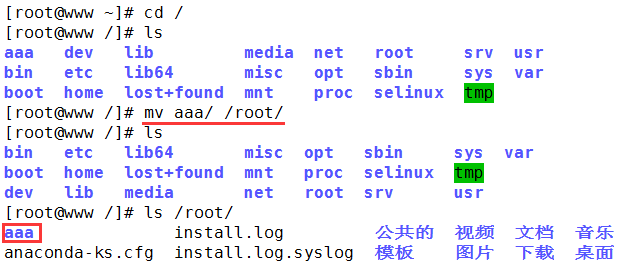 [root@www ~]# cd /
[root@www /]# ls
aaa dev lib media net root srv usr
bin etc lib64 misc opt sbin sys var
boot home lost+found mnt proc selinux tmp
[root@www /]# mv aaa/ /root/
[root@www /]# ls
bin etc lib64 misc opt sbin sys var
boot home lost+found mnt proc selinux tmp
dev lib media net root srv usr
[root@www /]# ls /root/
aaa install.log 公共的 视频 文档 音乐
anaconda-ks.cfg install.log.syslog 模板 图片 下载 桌面